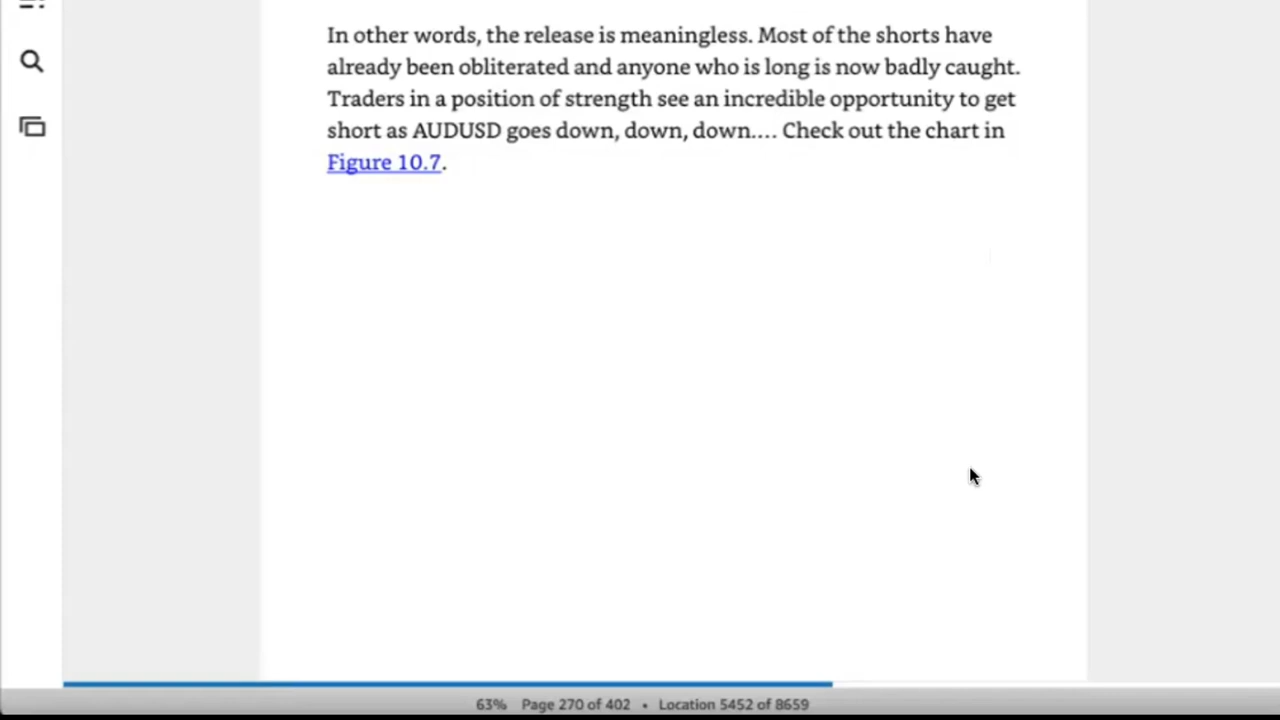 In other words, the release is meaningless. Most of the shorts have
already been obliterated and anyone who is long is now badly caught.
Traders in a position of strength see an incredible opportunity to get
short as AUDUSD goes down, down, down.... Check out the chart in
Figure 10.7.
63% Page 270 of 402 • Location 5452 of 8659